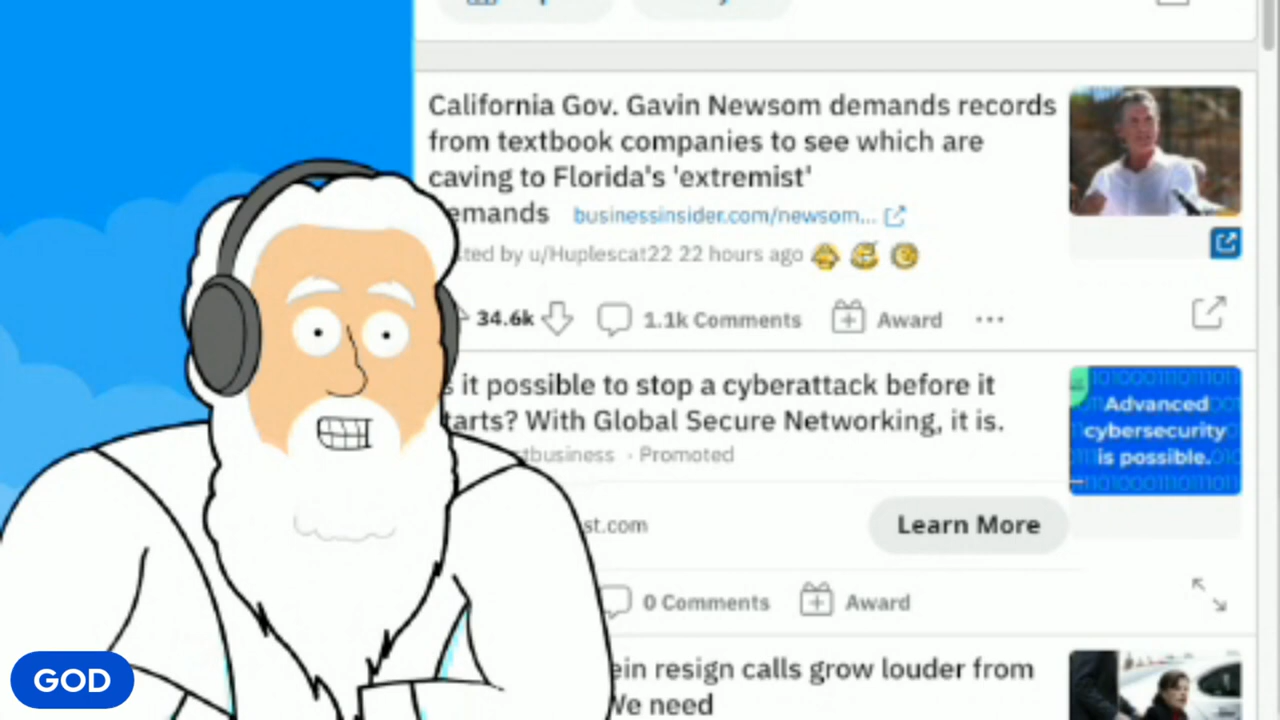 California Gov. Gavin Newsom demands records
from textbook companies to see which are
caving to Florida's 'extremist'
emands businessinsider.com/newsom...
ted by u/Huplescat22 22 hours ago
34.6k 1.1k Comments Award ...
s it possible to stop a cyberattack before it
tarts? With Global Secure Networking, it is.
tbusiness · Promoted
Advanced
cybersecurity
is possible.
st.com Learn More
0 Comments Award
ein resign calls grow louder from
We need
GOD